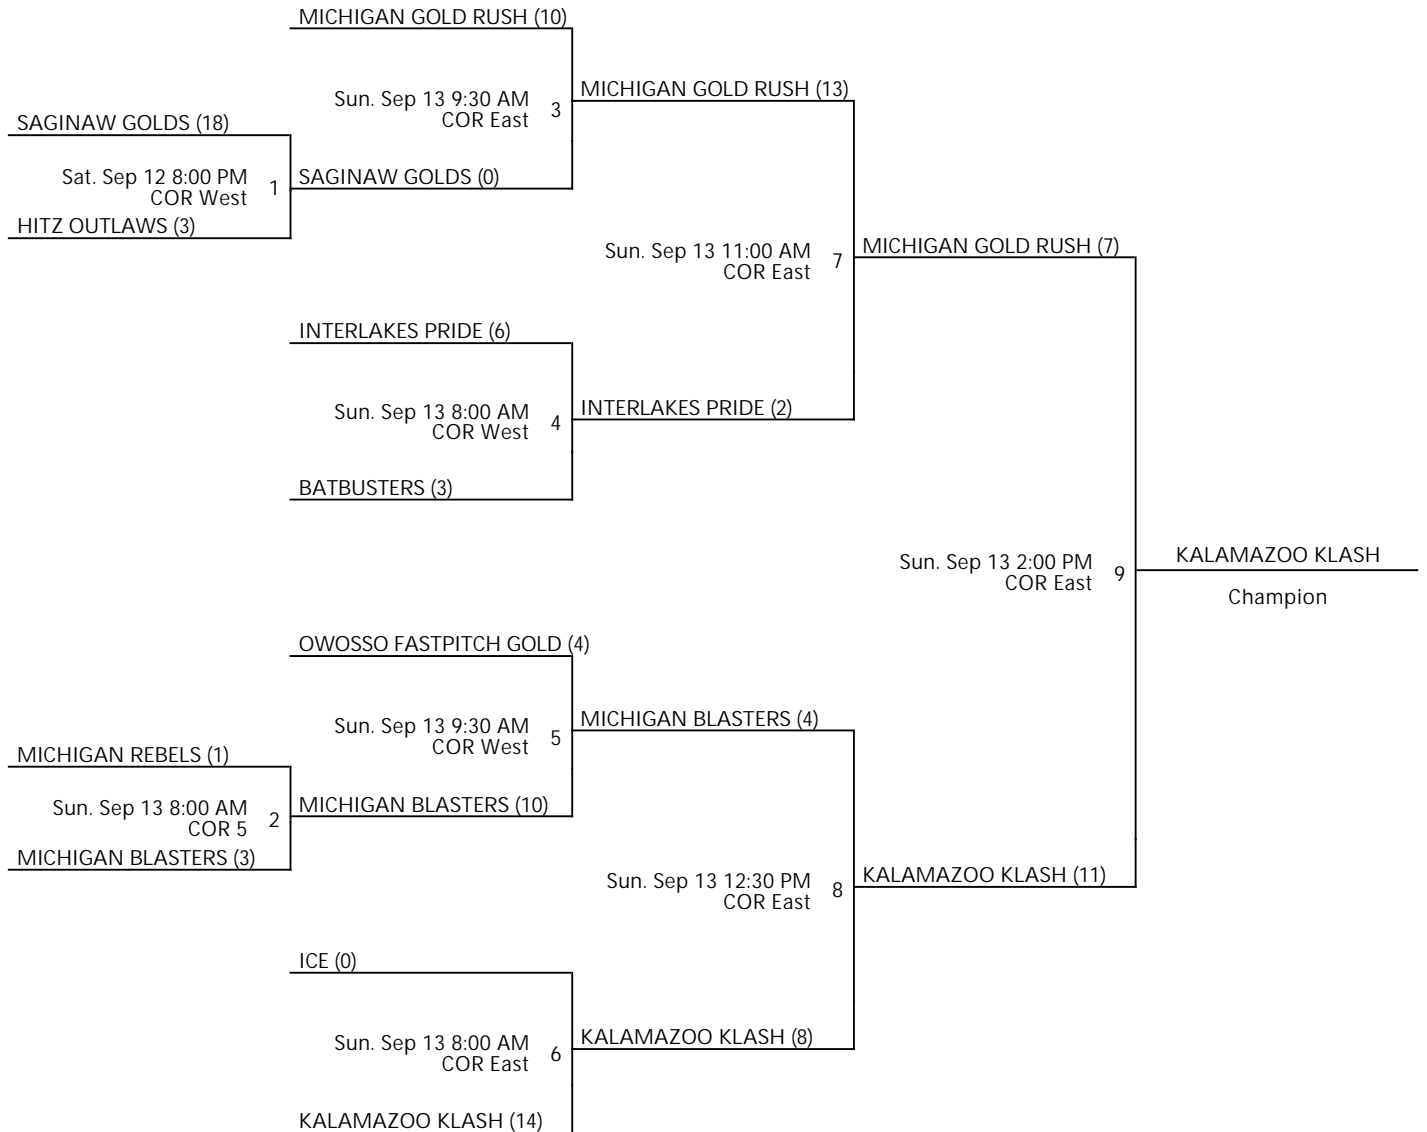 MICHIGAN GOLD RUSH (10)
Sun. Sep 13 9:30 AM
COR East
3
MICHIGAN GOLD RUSH (13)
SAGINAW GOLDS (18)
Sat. Sep 12 8:00 PM
COR West
1
SAGINAW GOLDS (0)
HITZ OUTLAWS (3)
Sun. Sep 13 11:00 AM
COR East
7
MICHIGAN GOLD RUSH (7)
INTERLAKES PRIDE (6)
Sun. Sep 13 8:00 AM
COR West
4
INTERLAKES PRIDE (2)
BATBUSTERS (3)
Sun. Sep 13 2:00 PM
COR East
9
KALAMAZOO KLASH
Champion
OWOSSO FASTPITCH GOLD (4)
Sun. Sep 13 9:30 AM
COR West
5
MICHIGAN BLASTERS (4)
MICHIGAN REBELS (1)
Sun. Sep 13 8:00 AM
COR 5
2
MICHIGAN BLASTERS (10)
MICHIGAN BLASTERS (3)
Sun. Sep 13 12:30 PM
COR East
8
KALAMAZOO KLASH (11)
ICE (0)
Sun. Sep 13 8:00 AM
COR East
6
KALAMAZOO KLASH (8)
KALAMAZOO KLASH (14)